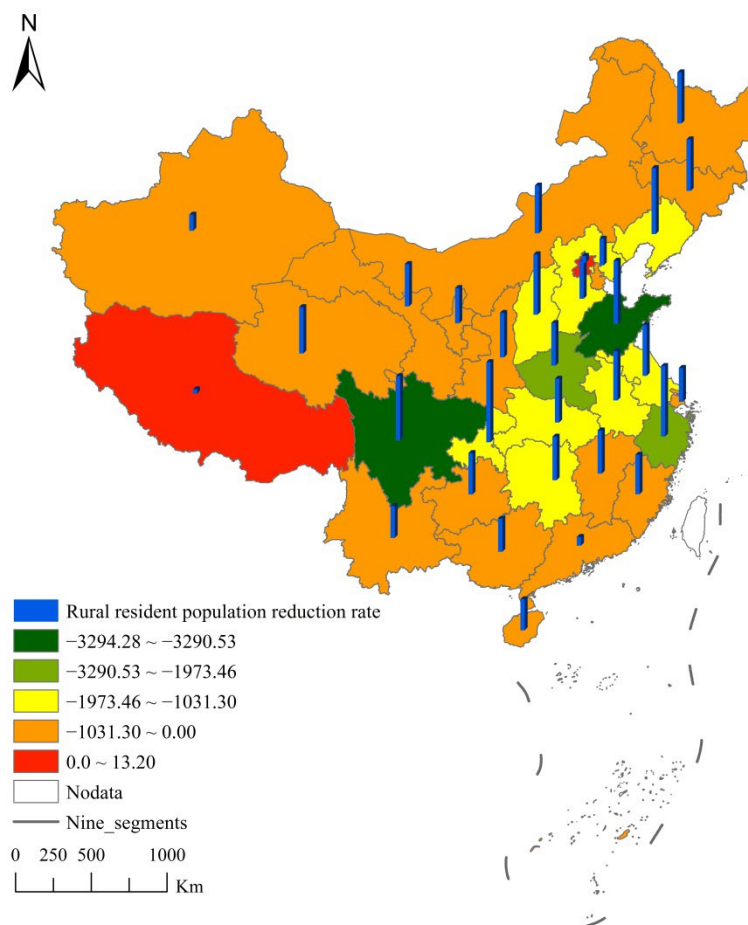 N
Rural resident population reduction rate
−3294.28 ~ −3290.53
−3290.53 ~ −1973.46
−1973.46 ~ −1031.30
−1031.30 ~ 0.00
0.0 ~ 13.20
Nodata
Nine_segments
0 250 500 1000
Km